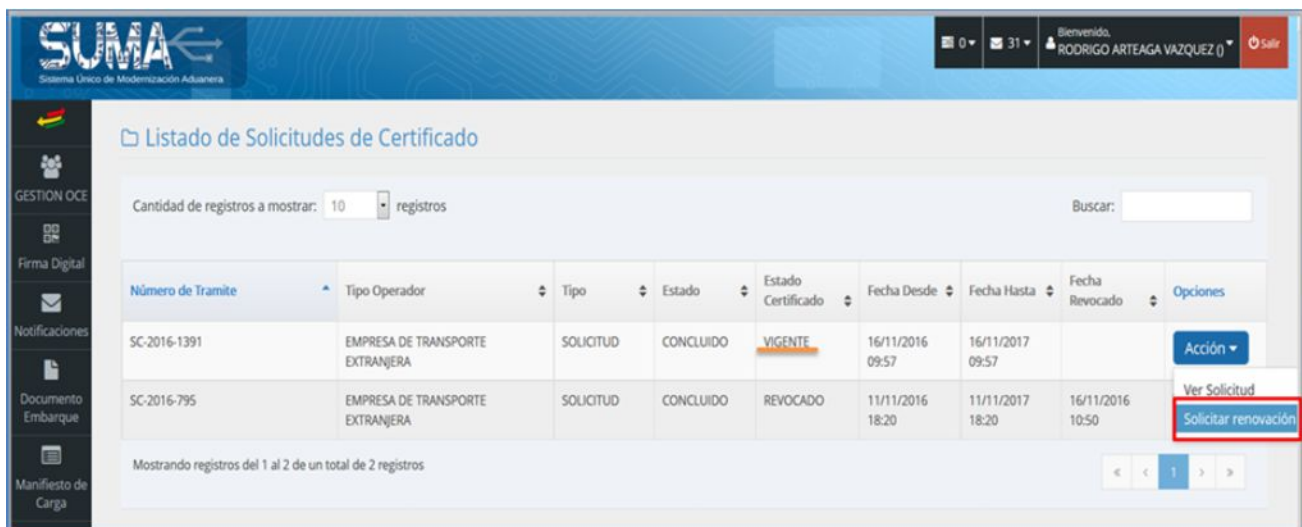 SUMA
Sistema Único de Modernización Aduanera
0
31
Bienvenido,
RODRIGO ARTEAGA VAZQUEZ ()
Salir
GESTION OCE
Firma Digital
Notificaciones
Documento
Embarque
Manifiesto de
Carga
Listado de Solicitudes de Certificado
Cantidad de registros a mostrar: 10 registros
Buscar:
Número de Tramite Tipo Operador Tipo Estado Estado Certificado Fecha Desde Fecha Hasta Fecha Revocado Opciones
SC-2016-1391 EMPRESA DE TRANSPORTE EXTRANJERA SOLICITUD CONCLUIDO VIGENTE 16/11/2016 09:57 16/11/2017 09:57 Acción
SC-2016-795 EMPRESA DE TRANSPORTE EXTRANJERA SOLICITUD CONCLUIDO REVOCADO 11/11/2016 18:20 11/11/2017 18:20 16/11/2016 10:50
Ver Solicitud
Solicitar renovación
Mostrando registros del 1 al 2 de un total de 2 registros
« ‹ 1 › »